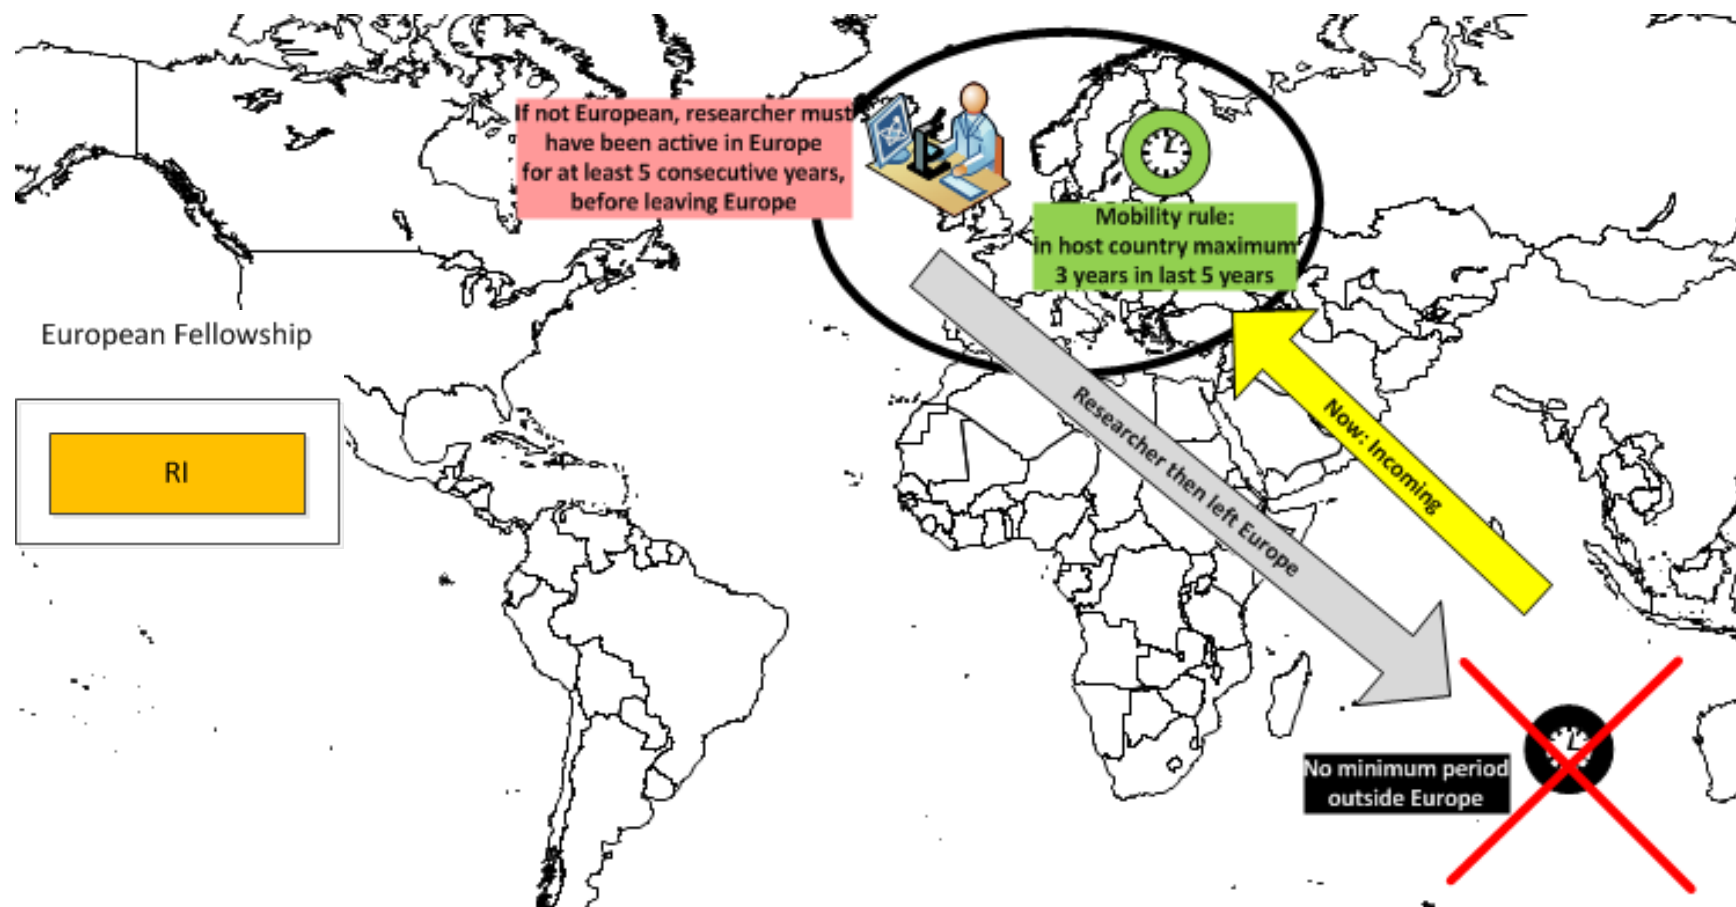 If not European, researcher must
have been active in Europe
for at least 5 consecutive years,
before leaving Europe
Mobility rule:
in host country maximum
3 years in last 5 years
European Fellowship
RI
Researcher then left Europe
Now: Incoming
No minimum period
outside Europe